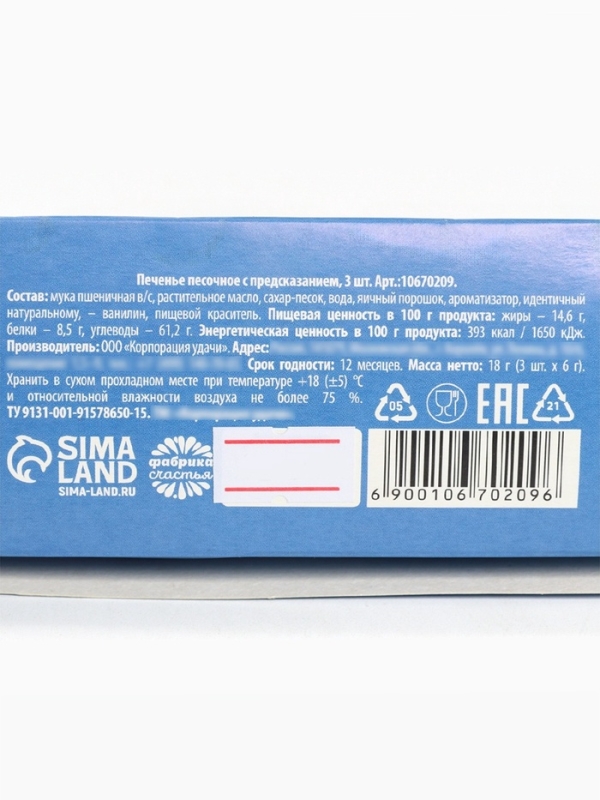 Печенье песочное с предсказанием, 3 шт. Арт.:10670209.
Состав: мука пшеничная в/с, растительное масло, сахар-песок, вода, яичный порошок, ароматизатор, идентичный
натуральному, – ванилин, пищевой краситель. Пищевая ценность в 100 г продукта: жиры – 14,6 г,
белки – 8,5 г, углеводы – 61,2 г. Энергетическая ценность в 100 г продукта: 393 ккал / 1650 кДж.
Производитель: ООО «Корпорация удачи». Адрес:
Срок годности: 12 месяцев. Масса нетто: 18 г (3 шт. х 6 г).
Хранить в сухом прохладном месте при температуре +18 (±5) °С
и относительной влажности воздуха не более 75 %.
ТУ 9131-001-91578650-15.
05 EAC 21
SIMA
LAND
SIMA-LAND.RU
фабрика
счастья
6 900106 702096